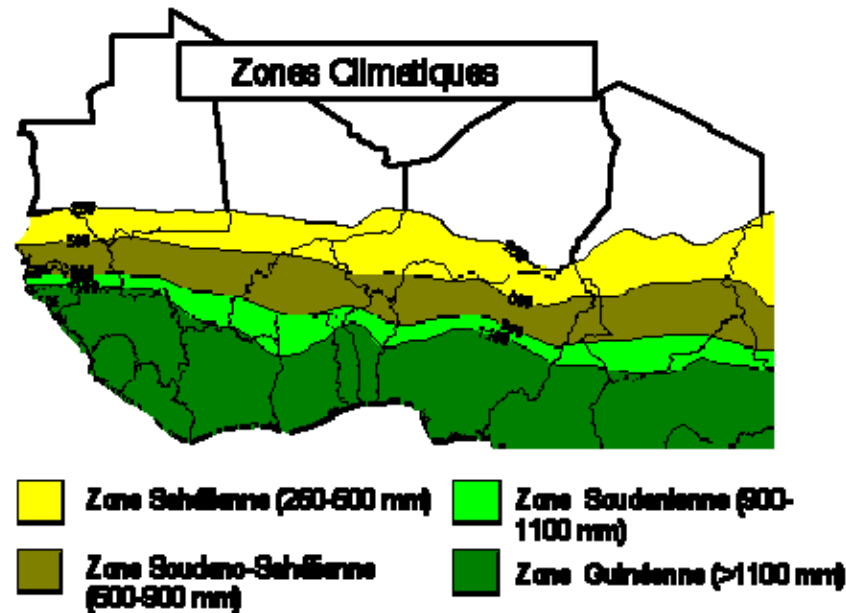 Zones Climatiques
500
Zone Sahélienne (250-500 mm)
Zone Soudano-Sahélienne
(500-900 mm)
Zone Soudanienne (900-
1100 mm)
Zone Guinéenne (>1100 mm)